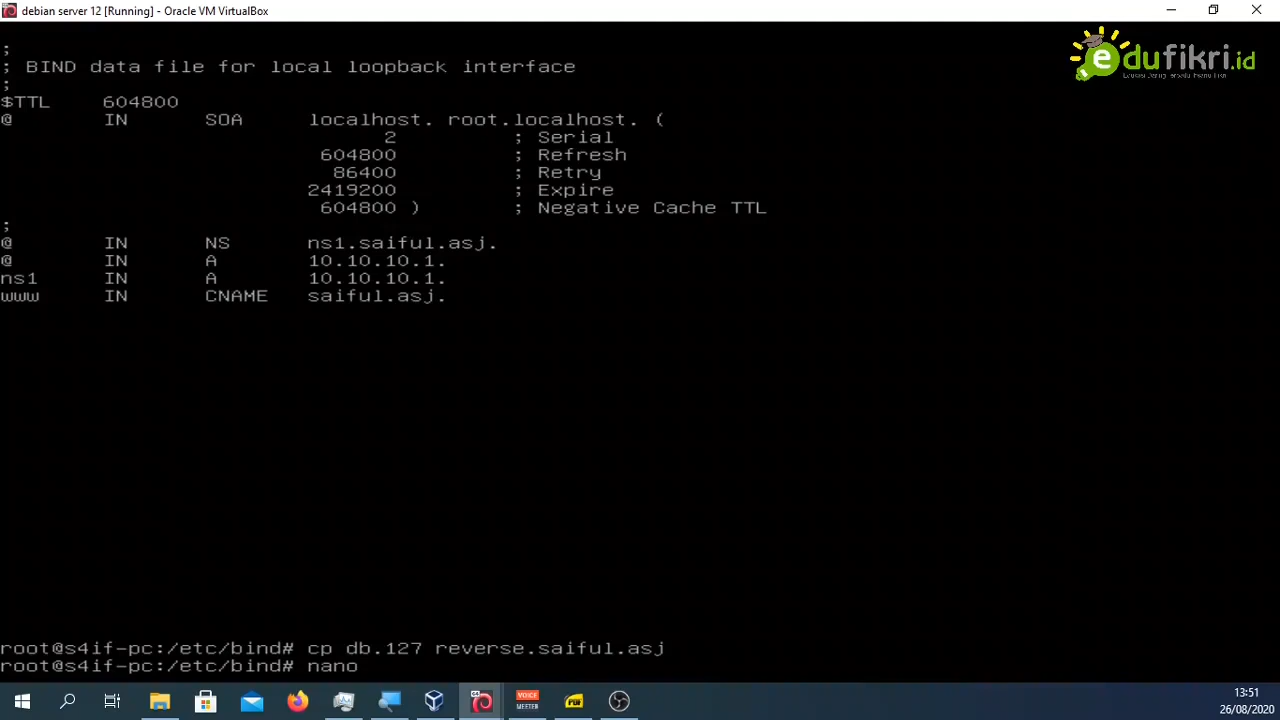 debian server 12 [Running] - Oracle VM VirtualBox
edufikri.id
;
; BIND data file for local loopback interface
;
$TTL 604800
@ IN SOA localhost. root.localhost. (
2 ; Serial
604800 ; Refresh
86400 ; Retry
2419200 ; Expire
604800 ) ; Negative Cache TTL
;
@ IN NS ns1.saiful.asj.
@ IN A 10.10.10.1.
ns1 IN A 10.10.10.1.
www IN CNAME saiful.asj.
root@s4if-pc:/etc/bind# cp db.127 reverse.saiful.asj
root@s4if-pc:/etc/bind# nano
VOICE
MEETER
13:51
26/08/2020